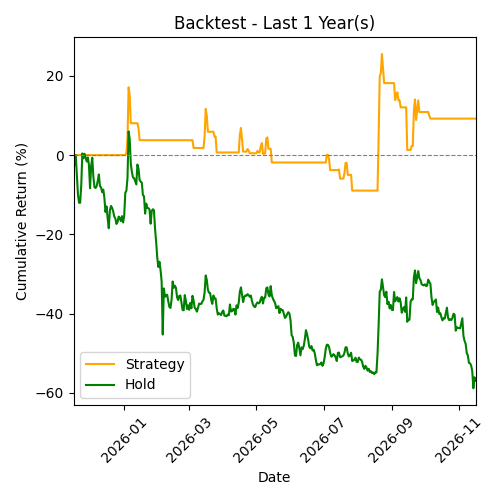 Backtest - Last 1 Year(s)
Cumulative Return (%)
20
0
−20
−40
−60
Strategy
Hold
2026-01
2026-03
2026-05
2026-07
2026-09
2026-11
Date